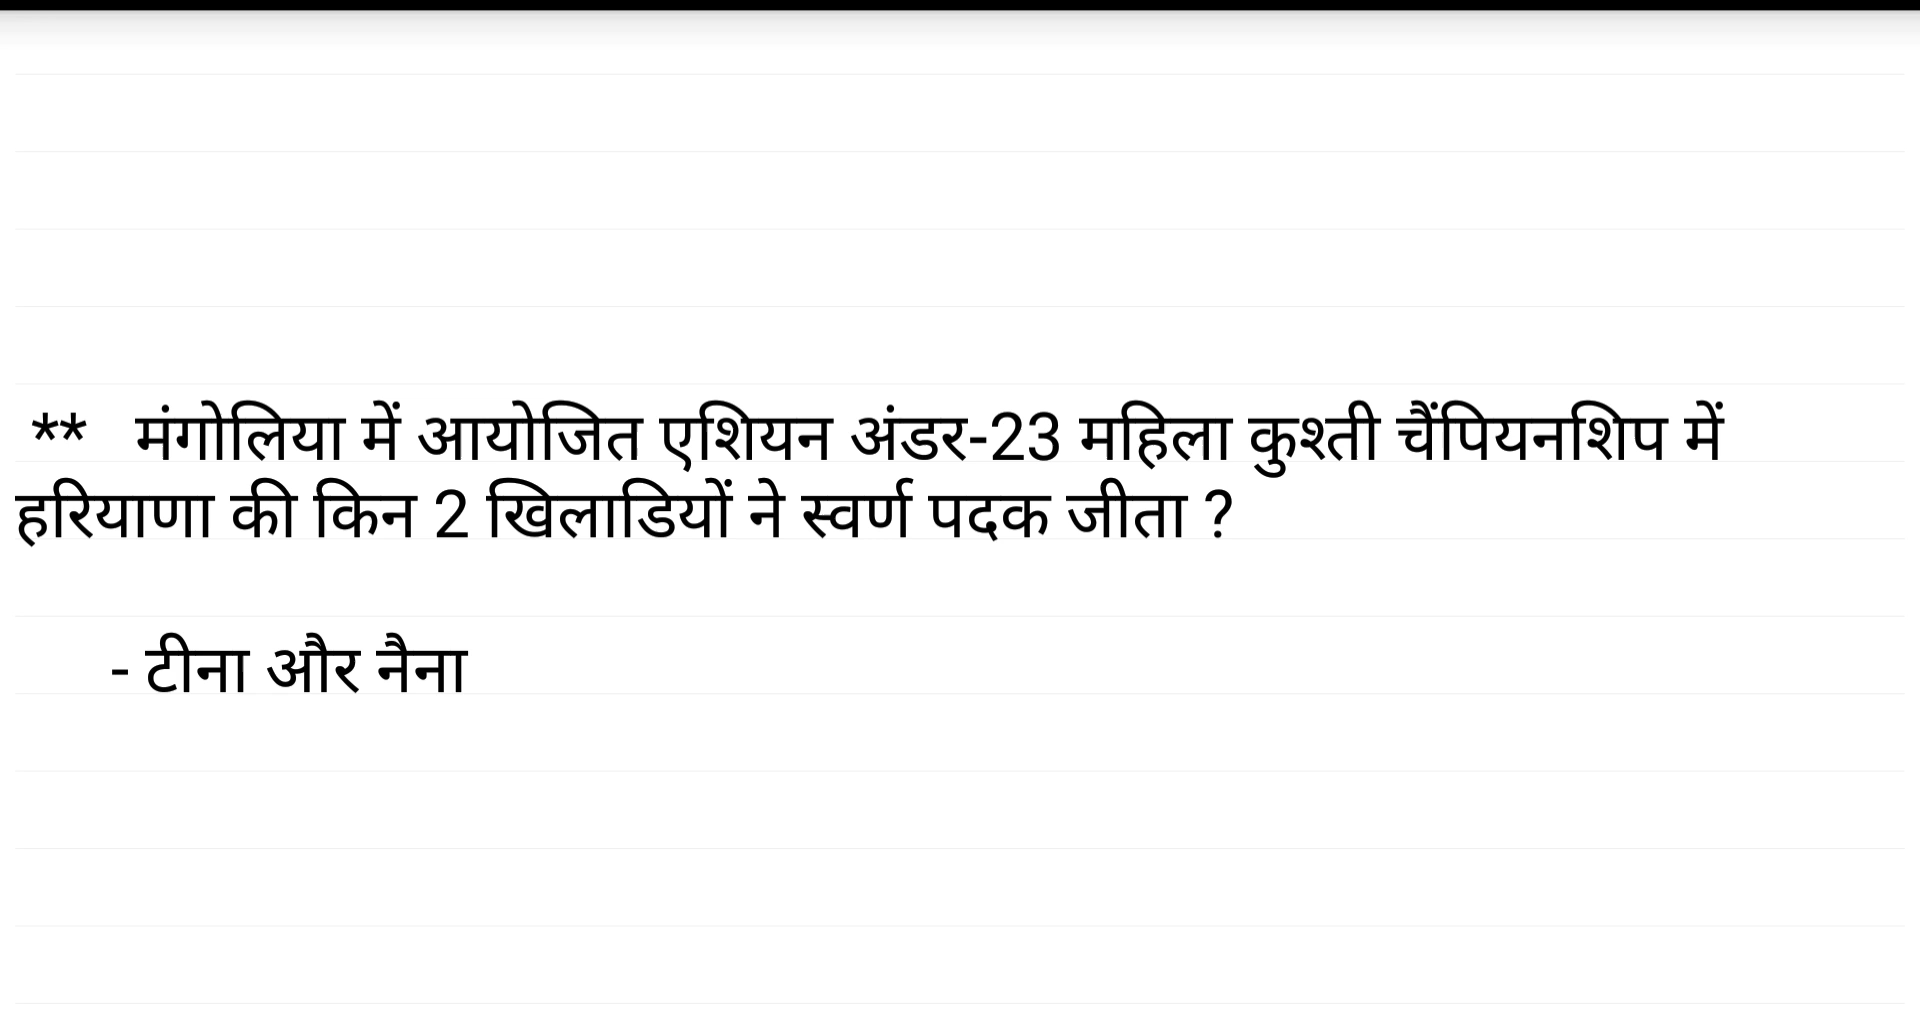 ** मंगोलिया में आयोजित एशियन अंडर-23 महिला कुश्ती चैंपियनशिप में
हरियाणा की किन 2 खिलाडियों ने स्वर्ण पदक जीता ?
- टीना और नैना